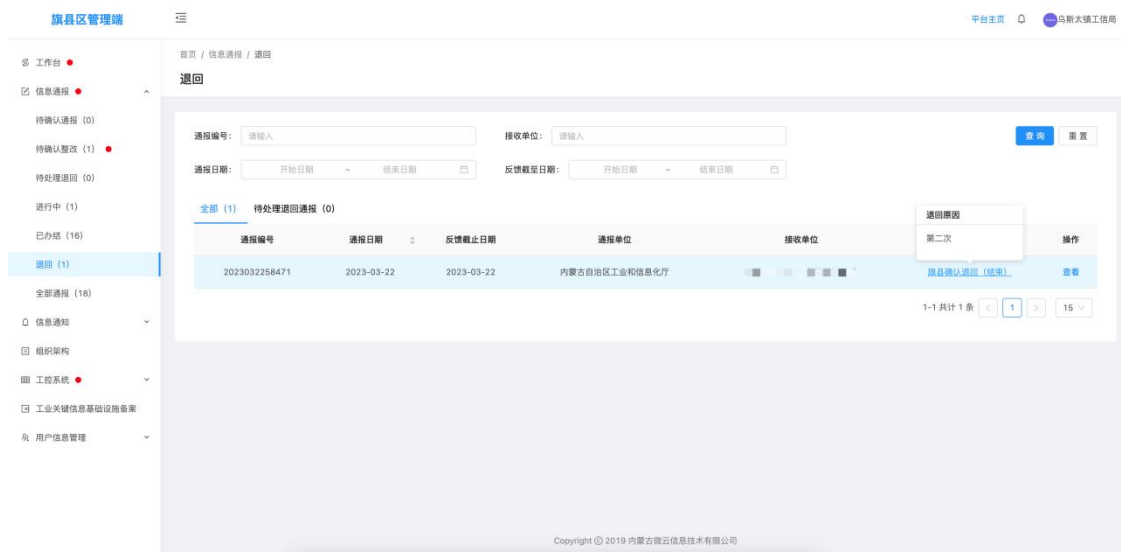 旗县区管理端
平台主页 乌斯太镇工信局
首页 / 信息通报 / 退回
退回
工作台
信息通报
待确认通报 (0)
待确认整改 (1)
待处理退回 (0)
进行中 (1)
已办结 (16)
退回 (1)
全部通报 (18)
信息通知
组织架构
工控系统
工业关键信息基础设施备案
用户信息管理
通报编号: 请输入 接收单位: 请输入 查 询 重 置
通报日期: 开始日期 ~ 结束日期 反馈截至日期: 开始日期 ~ 结束日期
全部 (1) 待处理退回通报 (0)
退回原因
第二次
通报编号 通报日期 反馈截止日期 通报单位 接收单位 操作
2023032258471 2023-03-22 2023-03-22 内蒙古自治区工业和信息化厅 旗县确认退回 (结束) 查看
1-1 共计 1 条 < 1 > 15
Copyright © 2019 内蒙古微云信息技术有限公司